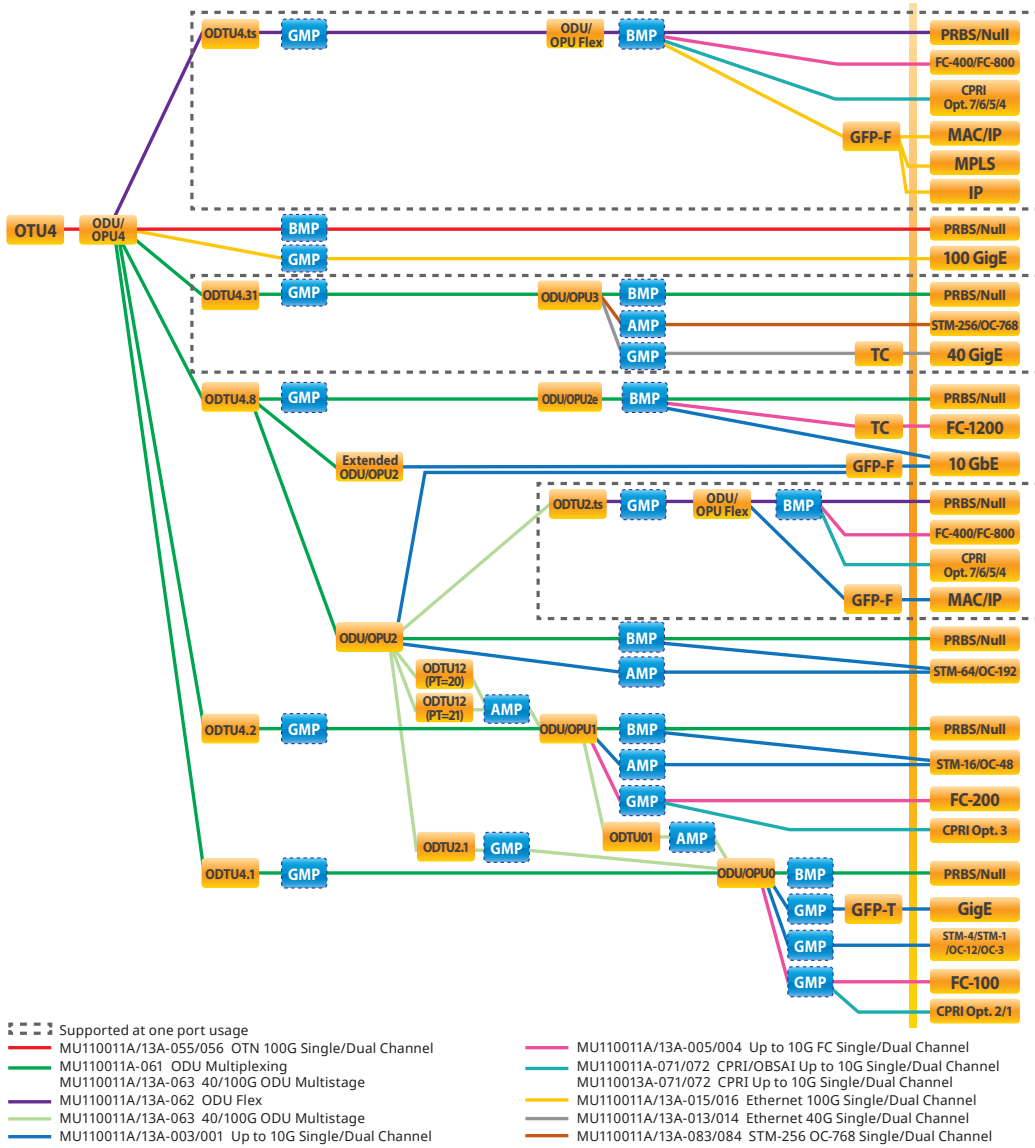 ODTU4.ts
GMP
ODU/
OPU Flex
BMP
PRBS/Null
FC-400/FC-800
CPRI
Opt. 7/6/5/4
GFP-F
MAC/IP
MPLS
IP
OTU4
ODU/
OPU4
BMP
PRBS/Null
GMP
100 GigE
ODTU4.31
GMP
ODU/OPU3
BMP
PRBS/Null
AMP
STM-256/OC-768
GMP
TC
40 GigE
ODTU4.8
GMP
ODU/OPU2e
BMP
PRBS/Null
TC
FC-1200
Extended
ODU/OPU2
GFP-F
10 GbE
ODTU2.ts
GMP
ODU/
OPU Flex
BMP
PRBS/Null
FC-400/FC-800
CPRI
Opt. 7/6/5/4
GFP-F
MAC/IP
ODU/OPU2
BMP
PRBS/Null
AMP
STM-64/OC-192
ODTU12
(PT=20)
ODTU12
(PT=21)
AMP
ODTU4.2
GMP
ODU/OPU1
BMP
PRBS/Null
AMP
STM-16/OC-48
GMP
FC-200
CPRI Opt. 3
ODTU01
AMP
ODTU2.1
GMP
ODTU4.1
GMP
ODU/OPU0
BMP
PRBS/Null
GMP
GFP-T
GigE
GMP
STM-4/STM-1
/OC-12/OC-3
GMP
FC-100
CPRI Opt. 2/1
Supported at one port usage
MU110011A/13A-055/056 OTN 100G Single/Dual Channel
MU110011A-061 ODU Multiplexing
MU110011A/13A-063 40/100G ODU Multistage
MU110011A/13A-062 ODU Flex
MU110011A/13A-063 40/100G ODU Multistage
MU110011A/13A-003/001 Up to 10G Single/Dual Channel
MU110011A/13A-005/004 Up to 10G FC Single/Dual Channel
MU110011A-071/072 CPRI/OBSAI Up to 10G Single/Dual Channel
MU110013A-071/072 CPRI Up to 10G Single/Dual Channel
MU110011A/13A-015/016 Ethernet 100G Single/Dual Channel
MU110011A/13A-013/014 Ethernet 40G Single/Dual Channel
MU110011A/13A-083/084 STM-256 OC-768 Single/Dual Channel